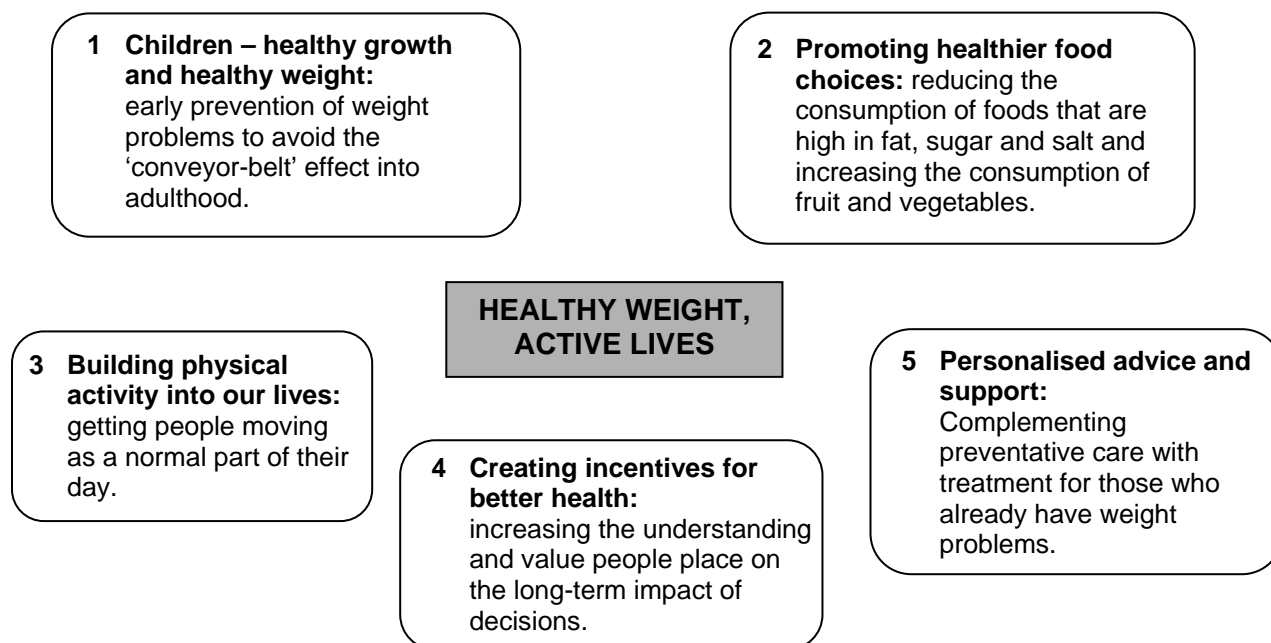 1 Children – healthy growth
and healthy weight:
early prevention of weight
problems to avoid the
‘conveyor-belt’ effect into
adulthood.
2 Promoting healthier food
choices: reducing the
consumption of foods that are
high in fat, sugar and salt and
increasing the consumption of
fruit and vegetables.
HEALTHY WEIGHT,
ACTIVE LIVES
3 Building physical
activity into our lives:
getting people moving
as a normal part of their
day.
4 Creating incentives for
better health:
increasing the understanding
and value people place on
the long-term impact of
decisions.
5 Personalised advice and
support:
Complementing
preventative care with
treatment for those who
already have weight
problems.